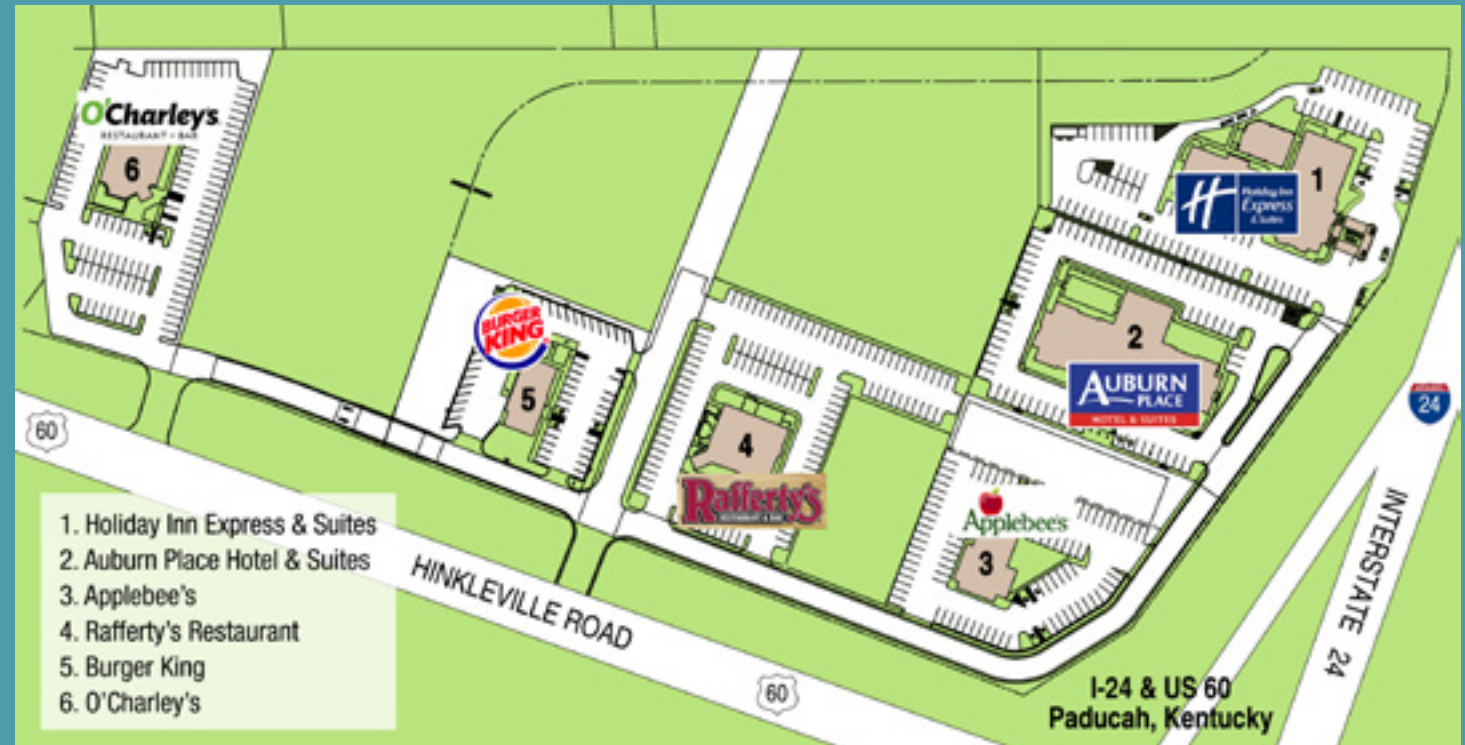 O'Charley's
RESTAURANT + BAR
6
1
H
Holiday Inn
Express
& Suites
2
AUBURN
PLACE
HOTEL & SUITES
BURGER
KING
5
4
Rafferty's
Applebee's
3
24
60
HINKLEVILLE ROAD
60
INTERSTATE 24
1. Holiday Inn Express & Suites
2. Auburn Place Hotel & Suites
3. Applebee's
4. Rafferty's Restaurant
5. Burger King
6. O'Charley's
I-24 & US 60
Paducah, Kentucky